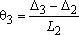 θ₃ = (Δ₃ − Δ₂) / L₂